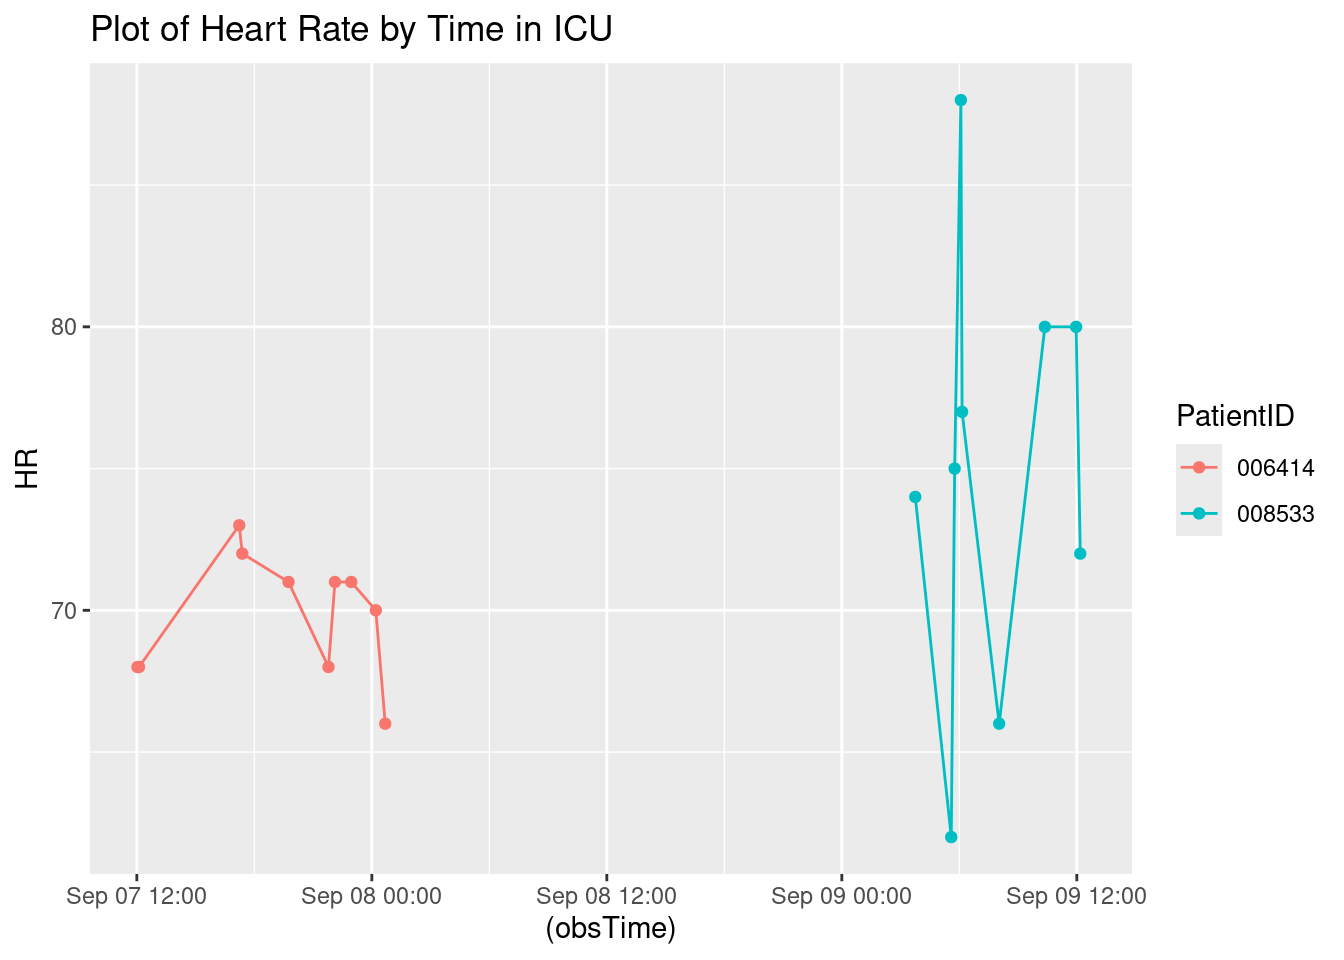 Plot of Heart Rate by Time in ICU
HR
80
70
Sep 07 12:00
Sep 08 00:00
Sep 08 12:00
Sep 09 00:00
Sep 09 12:00
(obsTime)
PatientID
006414
008533